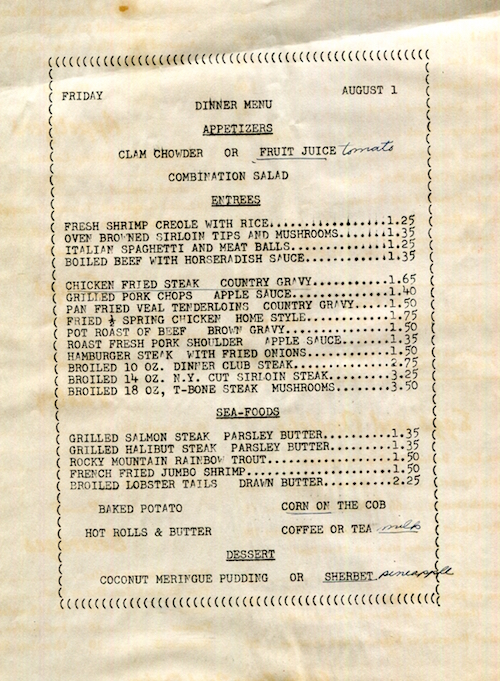 FRIDAY AUGUST 1
DINNER MENU
APPETIZERS
CLAM CHOWDER OR FRUIT JUICE tomato
COMBINATION SALAD
ENTREES
FRESH SHRIMP CREOLE WITH RICE..................1.25
OVEN BROWNED SIRLOIN TIPS AND MUSHROOMS........1.35
ITALIAN SPAGHETTI AND MEAT BALLS...............1.25
BOILED BEEF WITH HORSERADISH SAUCE.............1.35
CHICKEN FRIED STEAK COUNTRY GRAVY............1.65
GRILLED PORK CHOPS APPLE SAUCE...............1.40
PAN FRIED VEAL TENDERLOING COUNTRY GRAVY.....1.50
FRIED ½ SPRING CHICKEN HOME STYLE............1.75
POT ROAST OF BEEF BROWN GRAVY................1.50
ROAST FRESH PORK SHOULDER APPLE SAUCE........1.35
HAMBURGER STEAK WITH FRIED ONIONS............1.50
BROILED 10 OZ. DINNER CLUB STEAK...............2.75
BROILED 14 OZ. N.Y. CUT SIRLOIN STEAK..........3.25
BROILED 18 OZ, T-BONE STEAK MUSHROOMS........3.50
SEA-FOODS
GRILLED SALMON STEAK PARSLEY BUTTER..........1.35
GRILLED HALIBUT STEAK PARSLEY BUTTER.........1.35
ROCKY MOUNTAIN RAINBOW TROUT...................1.50
FRENCH FRIED JUMBO SHRIMP......................1.50
BROILED LOBSTER TAILS DRAWN BUTTER...........2.25
BAKED POTATO CORN ON THE COB
HOT ROLLS & BUTTER COFFEE OR TEA milk
DESSERT
COCONUT MERINGUE PUDDING OR SHERBET pineapple